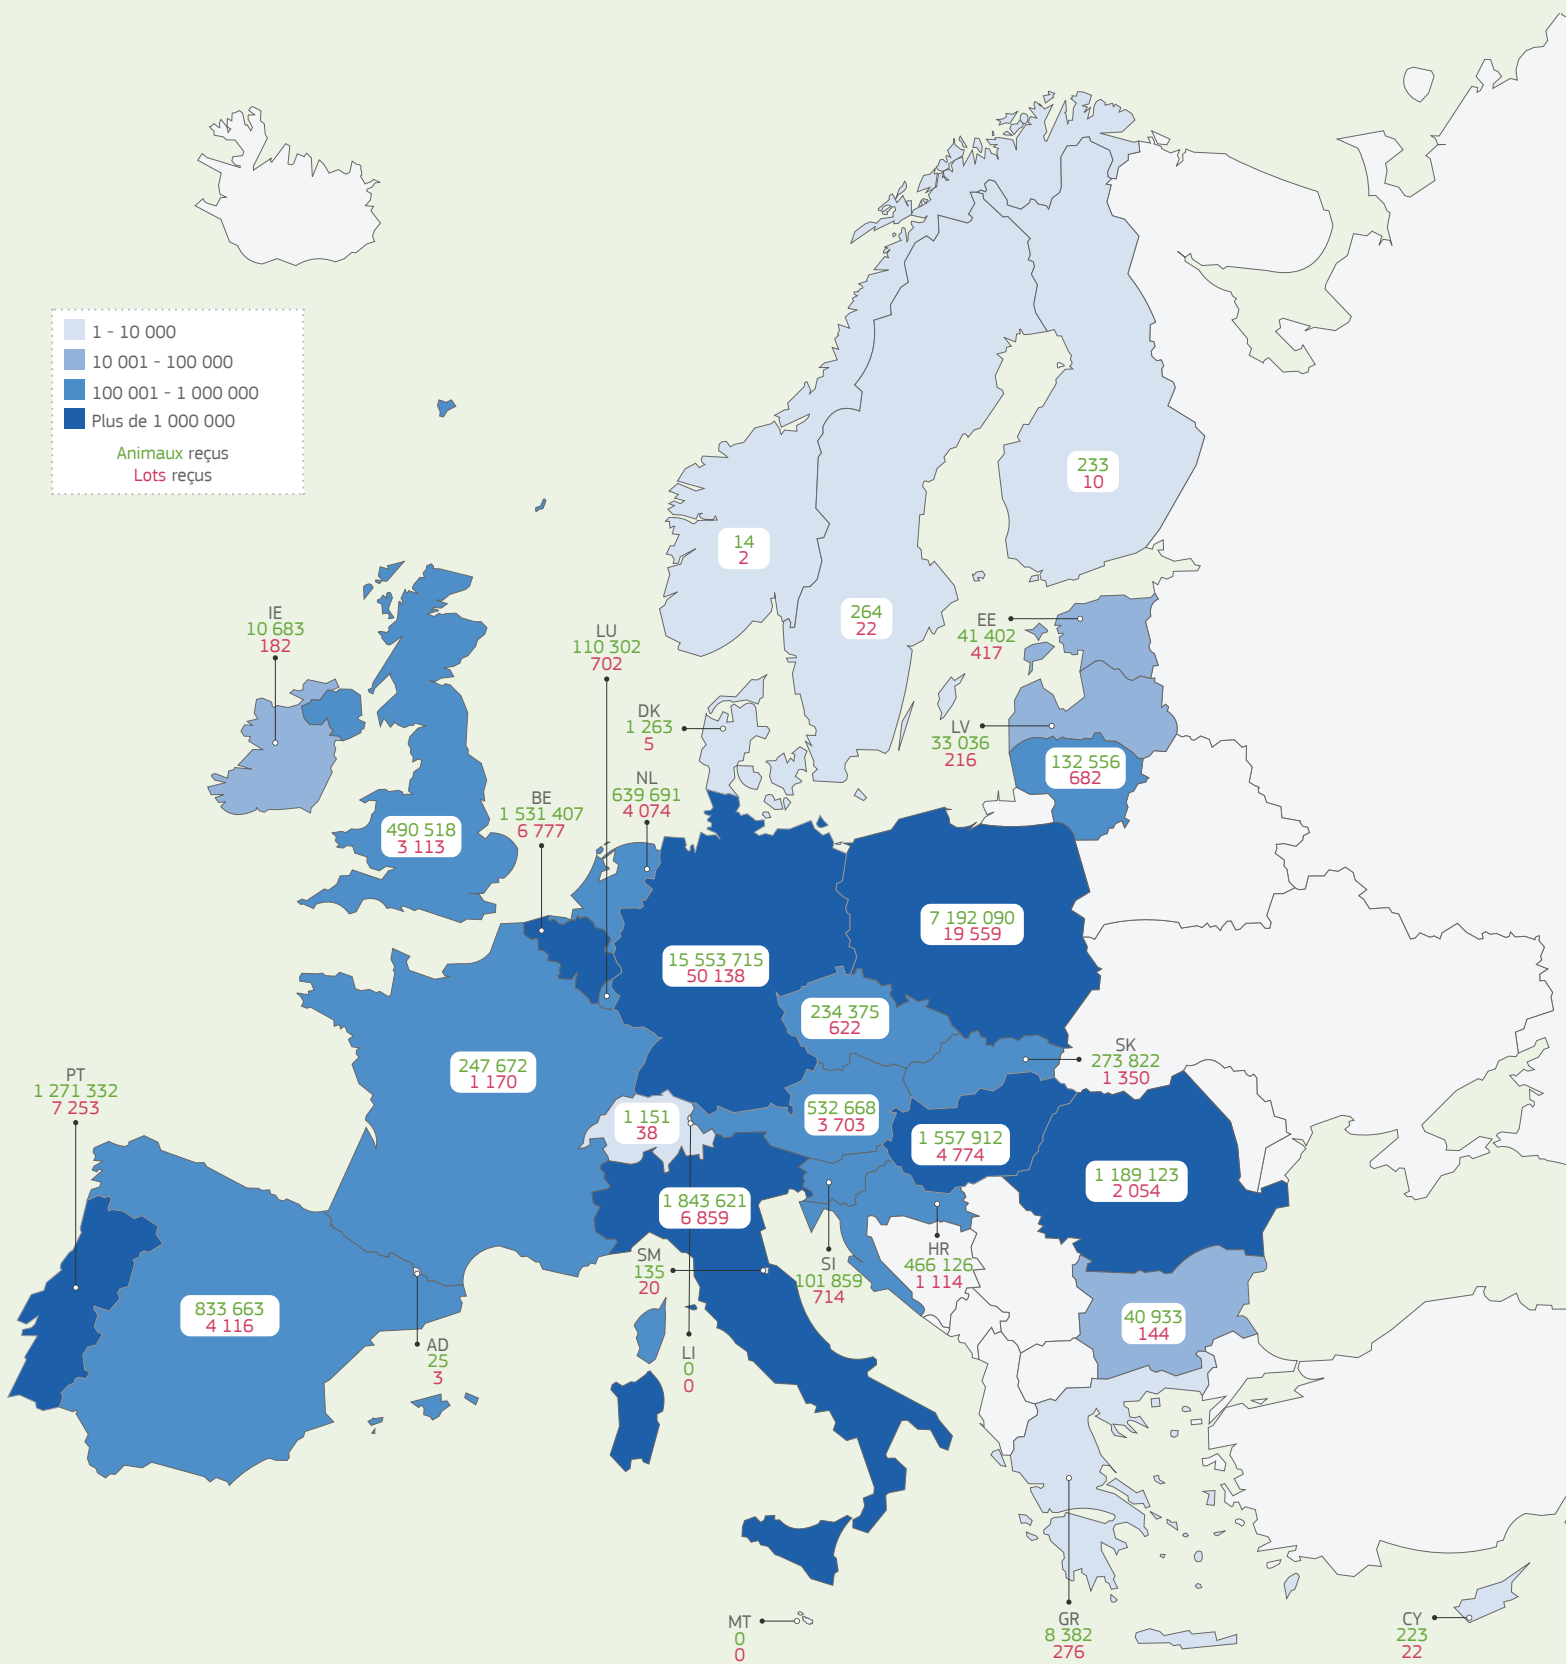 1 - 10 000
10 001 - 100 000
100 001 - 1 000 000
Plus de 1 000 000
Animaux reçus
Lots reçus
233
10
14
2
264
22
IE
10 683
182
LU
110 302
702
EE
41 402
417
DK
1 263
5
LV
33 036
216
132 556
682
NL
639 691
4 074
BE
1 531 407
6 777
490 518
3 113
7 192 090
19 559
15 553 715
50 138
234 375
622
SK
273 822
1 350
247 672
1 170
PT
1 271 332
7 253
532 668
3 703
1 151
38
1 557 912
4 774
1 189 123
2 054
1 843 621
6 859
SM
135
20
SI
101 859
714
HR
466 126
1 114
833 663
4 116
40 933
144
AD
25
3
LI
0
0
MT
0
0
GR
8 382
276
CY
223
22